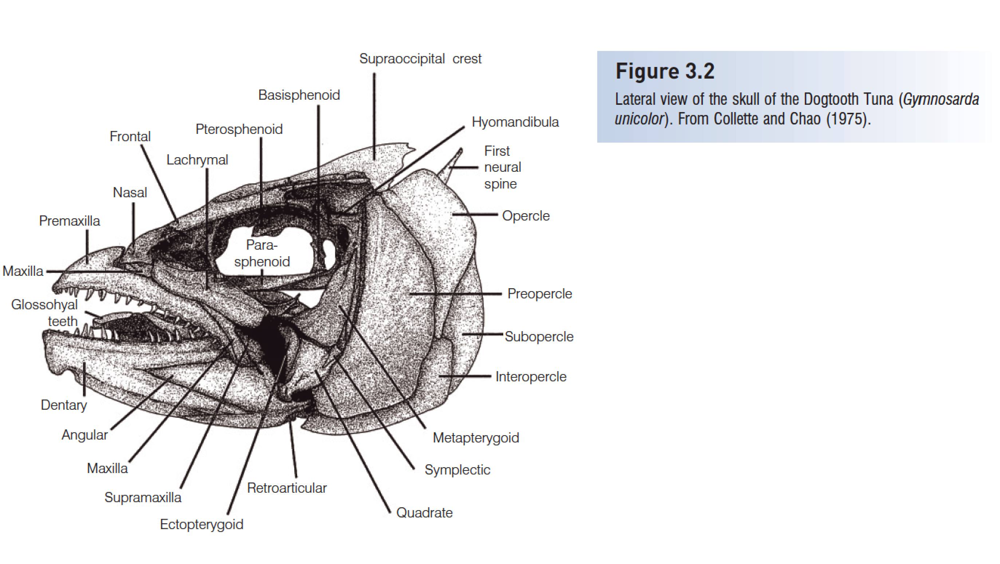 Supraoccipital crest
Figure 3.2
Lateral view of the skull of the Dogtooth Tuna (Gymnosarda
unicolor). From Collette and Chao (1975).
Basisphenoid
Hyomandibula
Pterosphenoid
Frontal
Lachrymal
First
neural
spine
Nasal
Premaxilla
Opercle
Para-
sphenoid
Maxilla
Preopercle
Glossohyal
teeth
Subopercle
Interopercle
Dentary
Angular
Metapterygoid
Maxilla
Symplectic
Retroarticular
Supramaxilla
Quadrate
Ectopterygoid